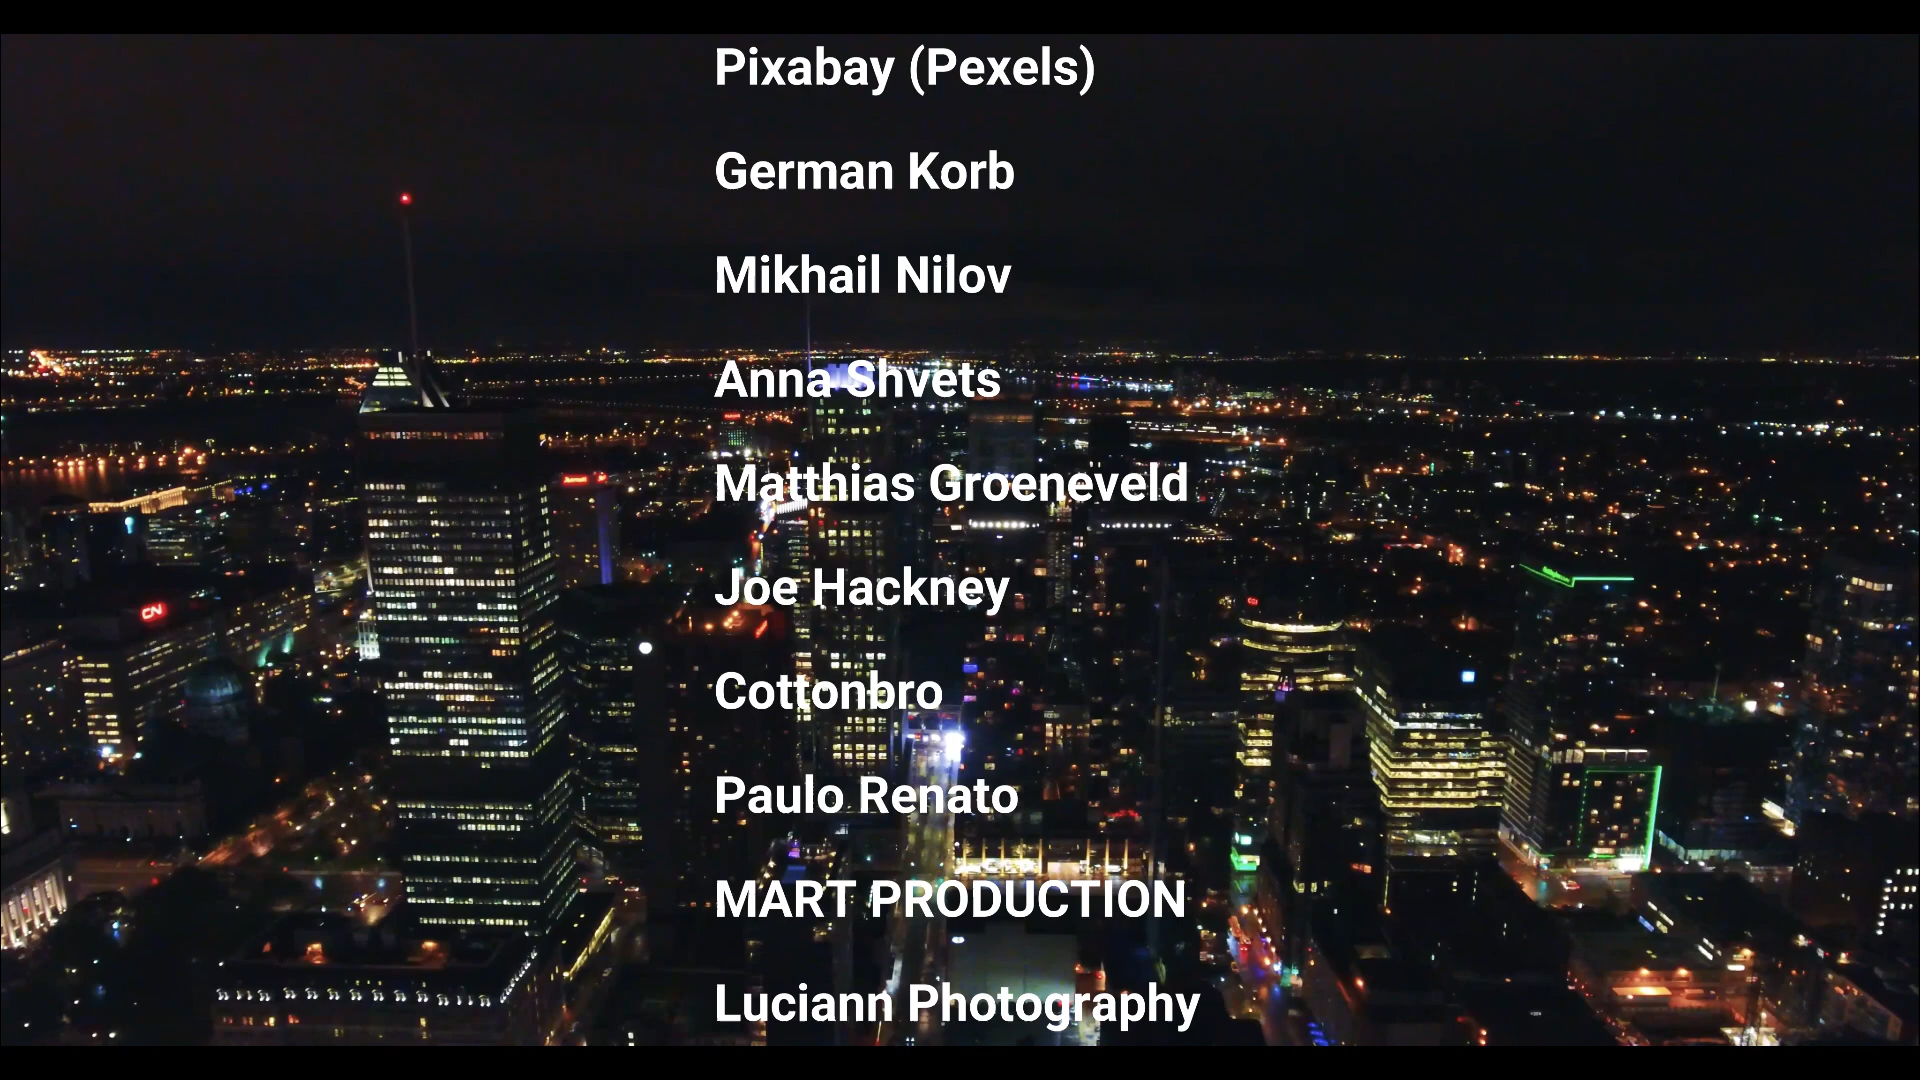 Pixabay (Pexels)
German Korb
Mikhail Nilov
Anna Shvets
Matthias Groeneveld
CN
Joe Hackney
Cottonbro
Paulo Renato
MART PRODUCTION
Luciann Photography